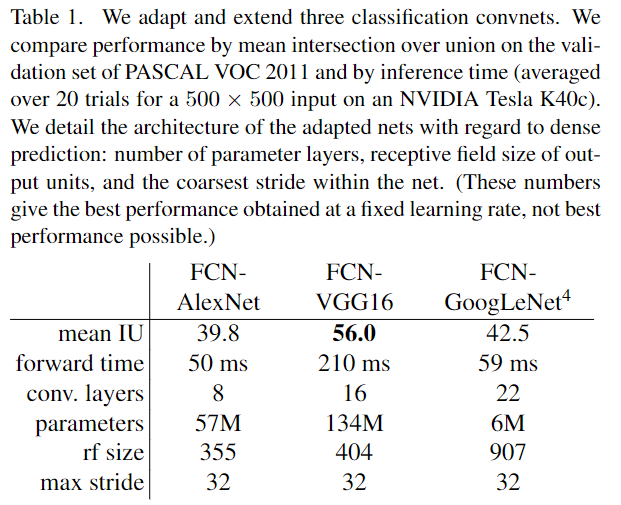 Table 1. We adapt and extend three classification convnets. We
compare performance by mean intersection over union on the vali-
dation set of PASCAL VOC 2011 and by inference time (averaged
over 20 trials for a 500 × 500 input on an NVIDIA Tesla K40c).
We detail the architecture of the adapted nets with regard to dense
prediction: number of parameter layers, receptive field size of out-
put units, and the coarsest stride within the net. (These numbers
give the best performance obtained at a fixed learning rate, not best
performance possible.)
FCN- FCN- FCN-
AlexNet VGG16 GoogLeNet⁴
mean IU 39.8 56.0 42.5
forward time 50 ms 210 ms 59 ms
conv. layers 8 16 22
parameters 57M 134M 6M
rf size 355 404 907
max stride 32 32 32